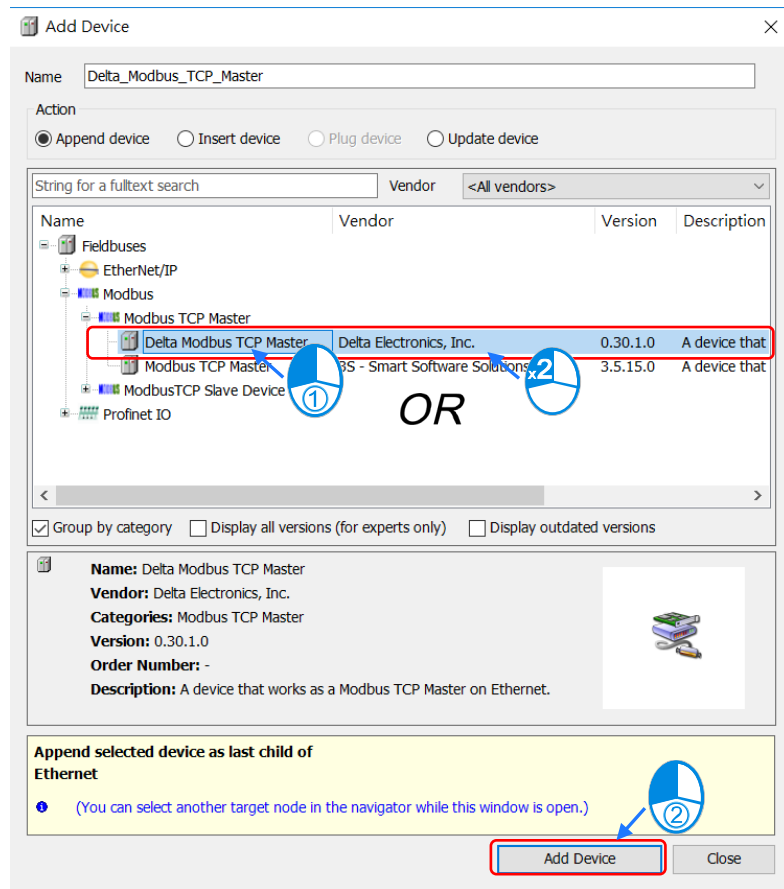 Add Device
Name Delta_Modbus_TCP_Master
Action
Append device Insert device Plug device Update device
String for a fulltext search Vendor <All vendors>
Name Vendor Version Description
Fieldbuses
EtherNet/IP
Modbus
Modbus TCP Master
Delta Modbus TCP Master Delta Electronics, Inc. 0.30.1.0 A device that
Modbus TCP Master 3S - Smart Software Solutions 3.5.15.0 A device that
x2
ModbusTCP Slave Device
①
OR
Profinet IO
Group by category Display all versions (for experts only) Display outdated versions
Name: Delta Modbus TCP Master
Vendor: Delta Electronics, Inc.
Categories: Modbus TCP Master
Version: 0.30.1.0
Order Number: -
Description: A device that works as a Modbus TCP Master on Ethernet.
Append selected device as last child of
Ethernet
(You can select another target node in the navigator while this window is open.)
②
Add Device Close